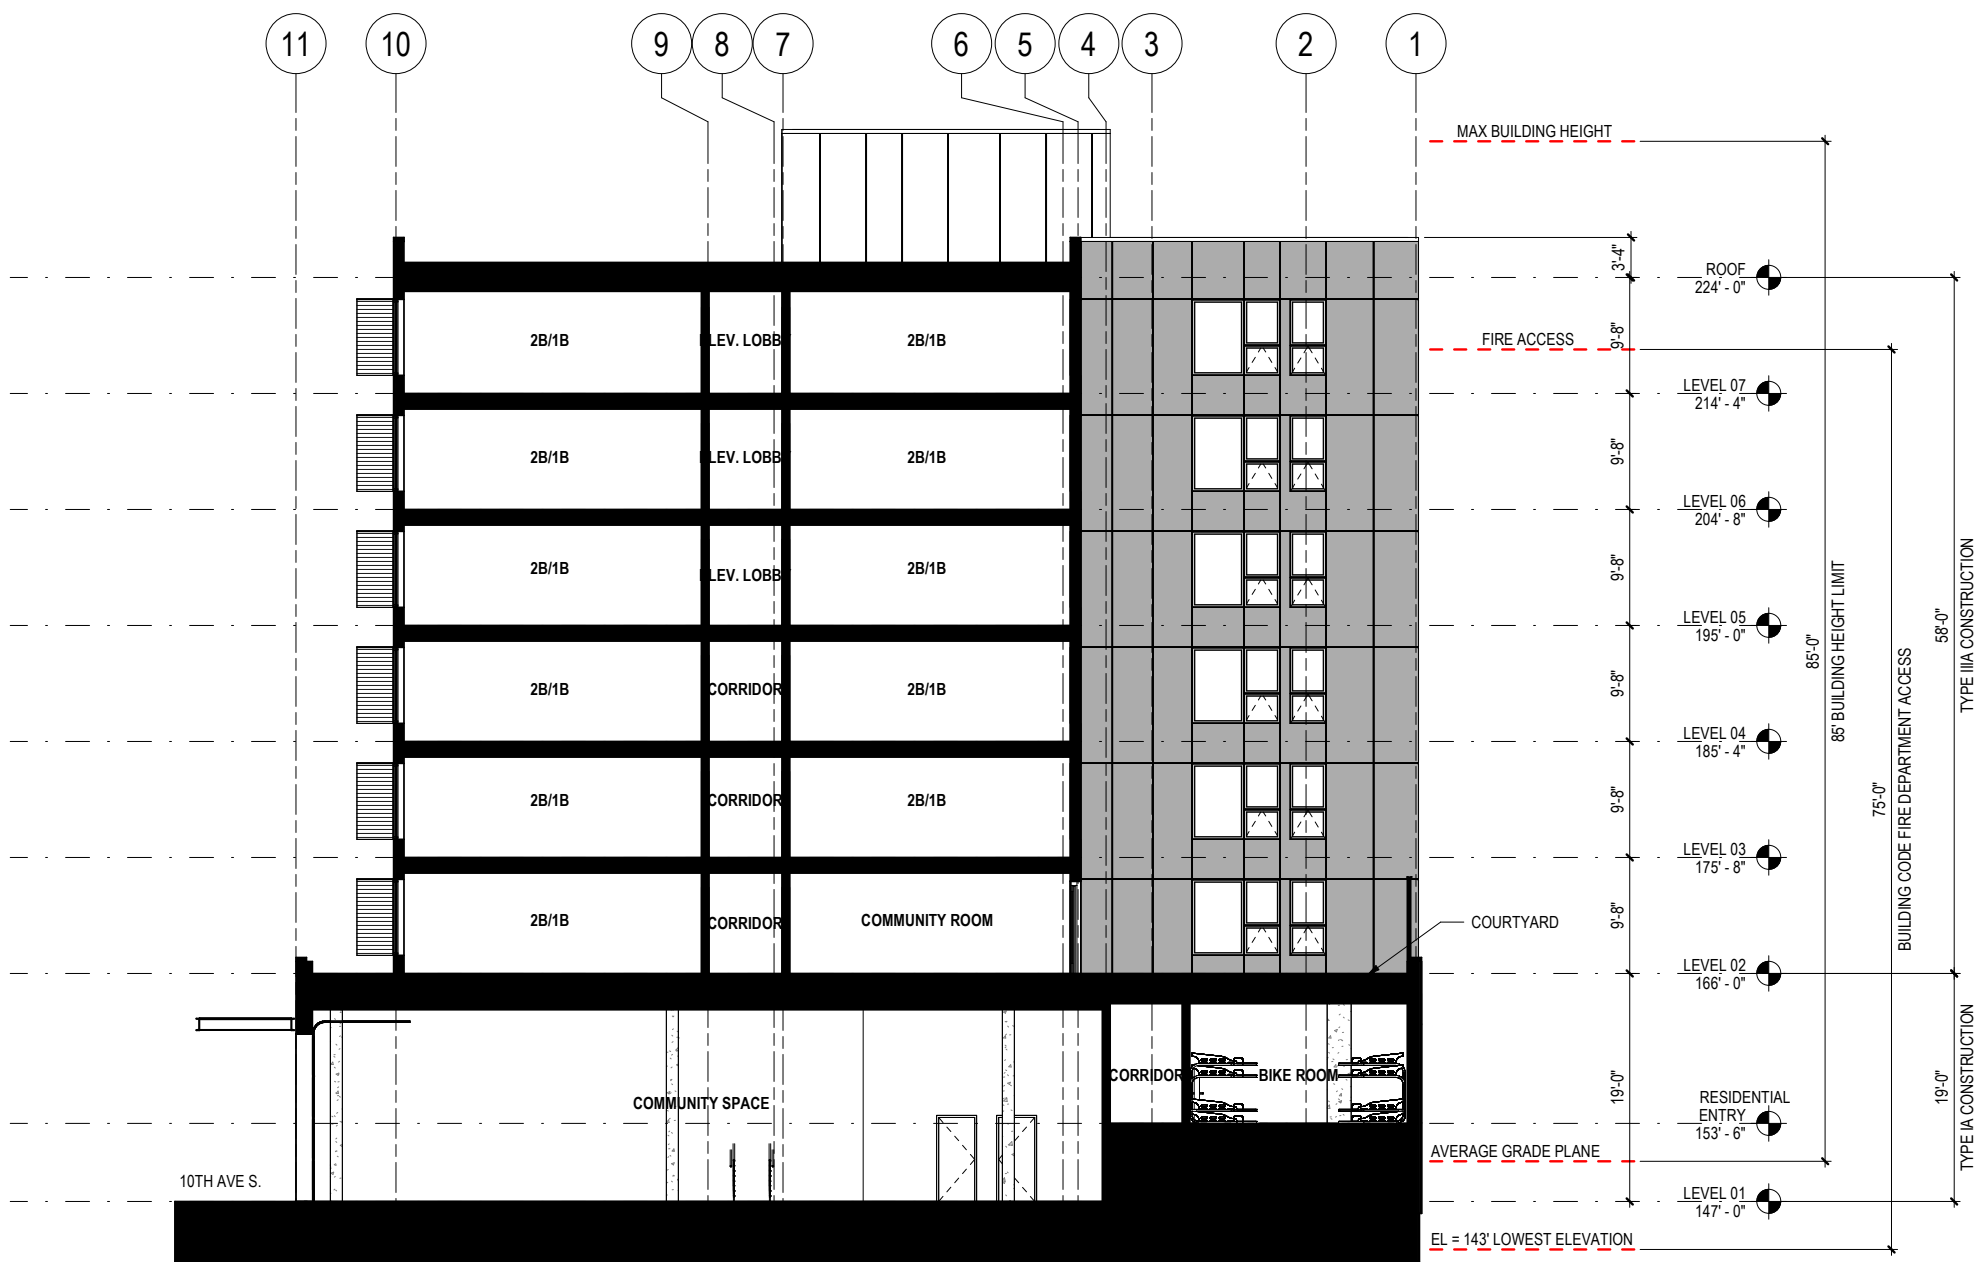 11 10 9 8 7 6 5 4 3 2 1
MAX BUILDING HEIGHT
3'-4"
ROOF
224' - 0"
2B/1B LEV. LOBB 2B/1B
FIRE ACCESS
9'-8"
LEVEL 07
214' - 4"
2B/1B LEV. LOBB 2B/1B
9'-8"
LEVEL 06
204' - 8"
2B/1B LEV. LOBB 2B/1B
9'-8"
LEVEL 05
195' - 0"
2B/1B CORRIDOR 2B/1B
9'-8"
LEVEL 04
185' - 4"
2B/1B CORRIDOR 2B/1B
9'-8"
LEVEL 03
175' - 8"
2B/1B CORRIDOR COMMUNITY ROOM
COURTYARD
9'-8"
LEVEL 02
166' - 0"
85'-0"
85' BUILDING HEIGHT LIMIT
75'-0"
BUILDING CODE FIRE DEPARTMENT ACCESS
58'-0"
TYPE IIIA CONSTRUCTION
COMMUNITY SPACE
CORRIDOR
BIKE ROOM
19'-0"
19'-0"
TYPE IA CONSTRUCTION
RESIDENTIAL
ENTRY
153' - 6"
AVERAGE GRADE PLANE
10TH AVE S.
LEVEL 01
147' - 0"
EL = 143' LOWEST ELEVATION